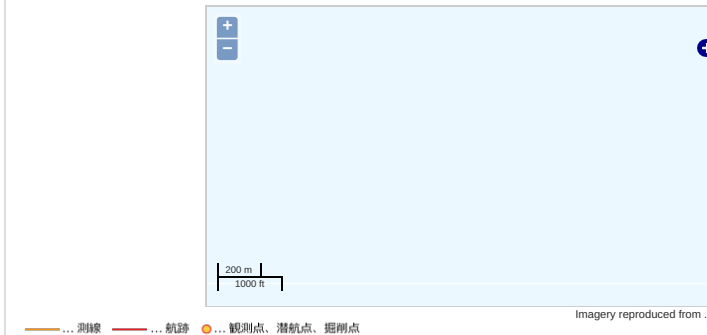 +
−
200 m
1000 ft
Imagery reproduced from .
... 測線 ... 航跡 ... 観測点、潜航点、掘削点